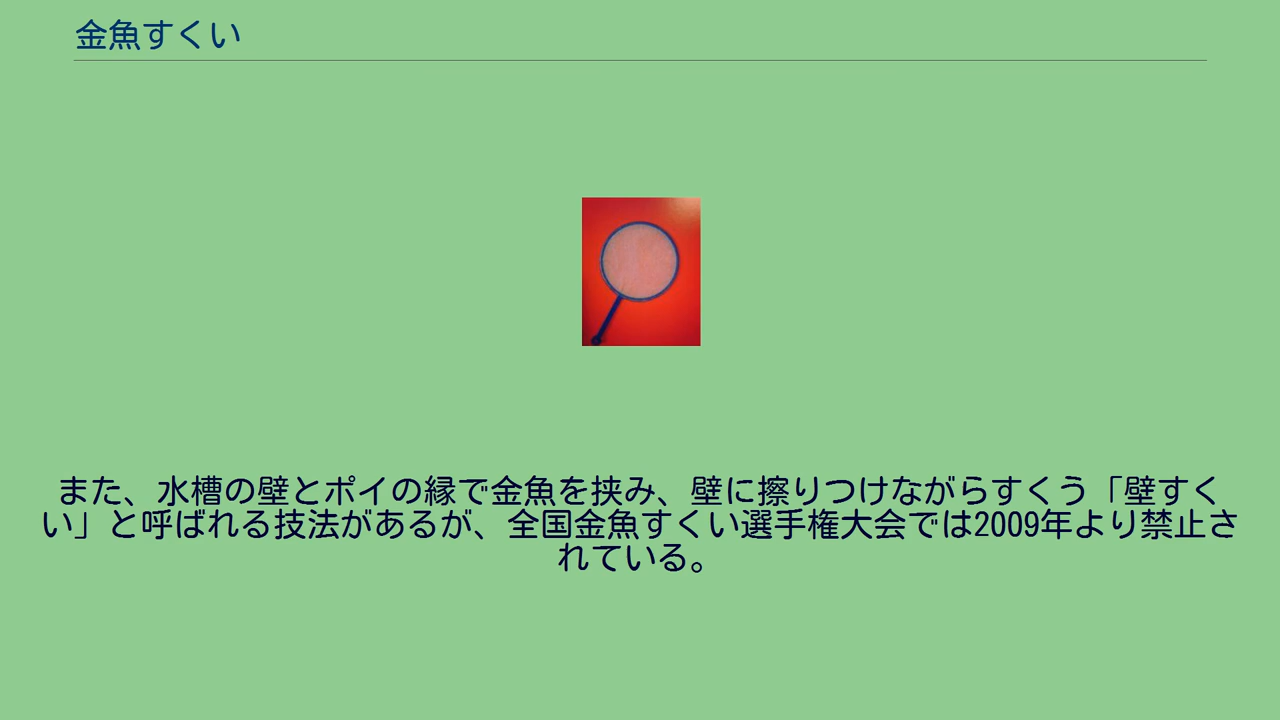 金魚すくい
また、水槽の壁とポイの縁で金魚を挟み、壁に擦りつけながらすくう「壁すく
い」と呼ばれる技法があるが、全国金魚すくい選手権大会では2009年より禁止さ
れている。